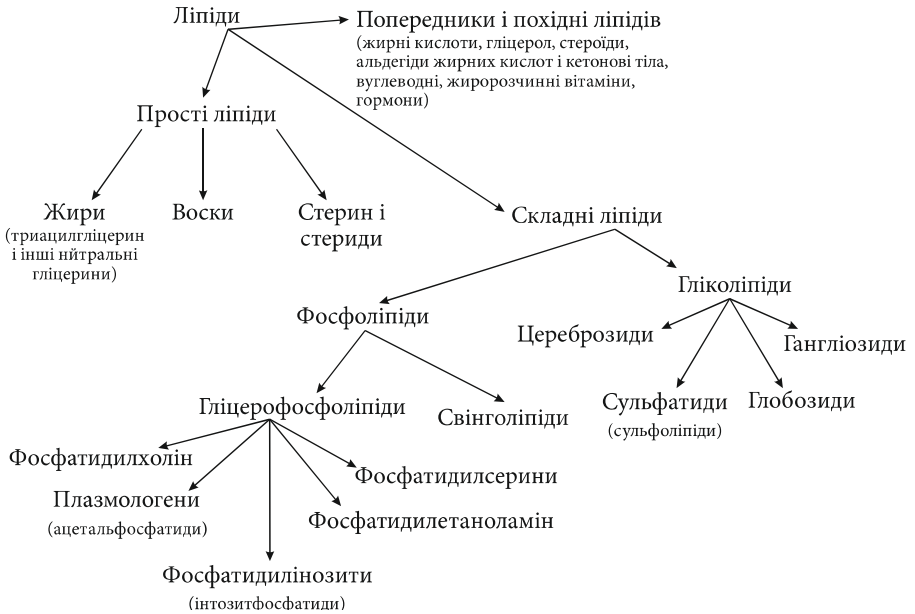 Ліпіди
Попередники і похідні ліпідів
(жирні кислоти, гліцерол, стероїди,
альдегіди жирних кислот і кетонові тіла,
вуглеводні, жиророзчинні вітаміни,
гормони)
Прості ліпіди
Жири
(триацилгліцерин
і інші нйтральні
гліцерини)
Воски
Стерин і
стериди
Складні ліпіди
Фосфоліпіди
Гліколіпіди
Цереброзиди
Гангліозиди
Сульфатиди
(сульфоліпіди)
Глобозиди
Гліцерофосфоліпіди
Свінголіпіди
Фосфатидилхолін
Плазмологени
(ацетальфосфатиди)
Фосфатидилсерини
Фосфатидилетаноламін
Фосфатидилінозити
(інтозитфосфатиди)